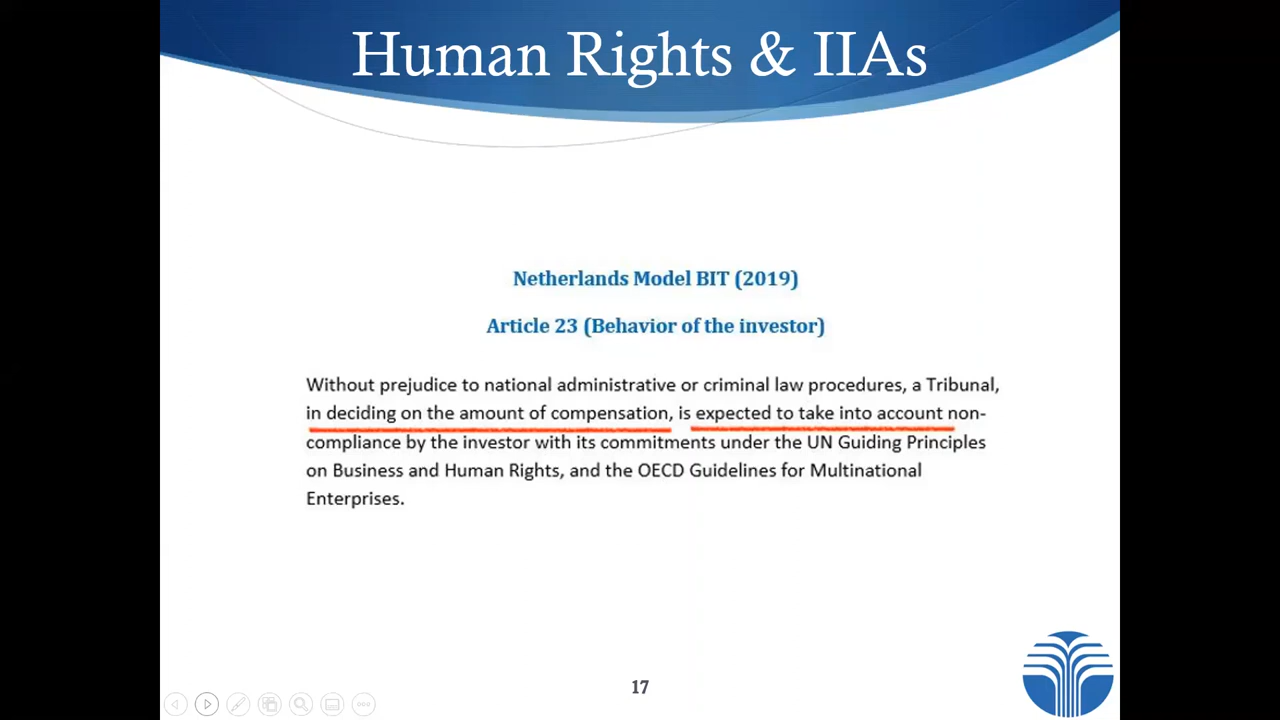 Human Rights & IIAs
Netherlands Model BIT (2019)
Article 23 (Behavior of the investor)
Without prejudice to national administrative or criminal law procedures, a Tribunal,
in deciding on the amount of compensation, is expected to take into account non-
compliance by the investor with its commitments under the UN Guiding Principles
on Business and Human Rights, and the OECD Guidelines for Multinational
Enterprises.
17